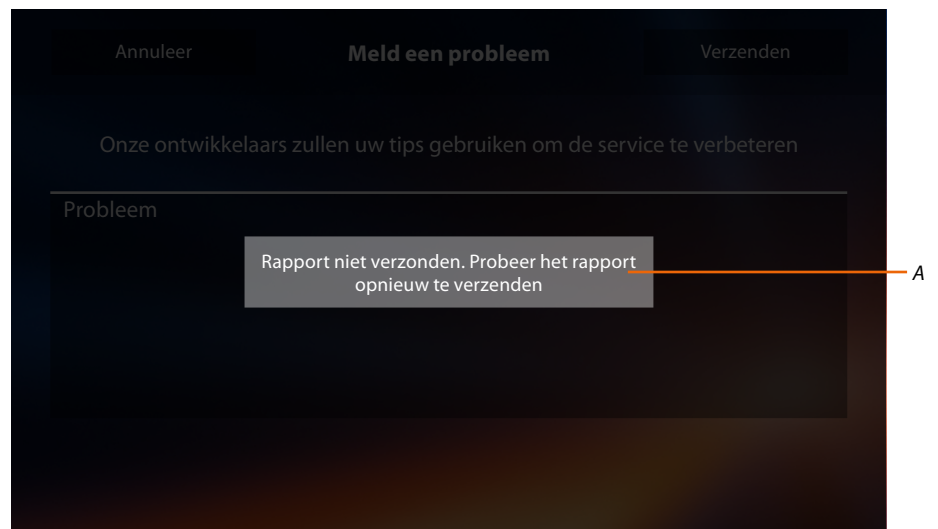 Annuleer
Meld een probleem
Verzenden
Onze ontwikkelaars zullen uw tips gebruiken om de service te verbeteren
Probleem
Rapport niet verzonden. Probeer het rapport
opnieuw te verzenden
A